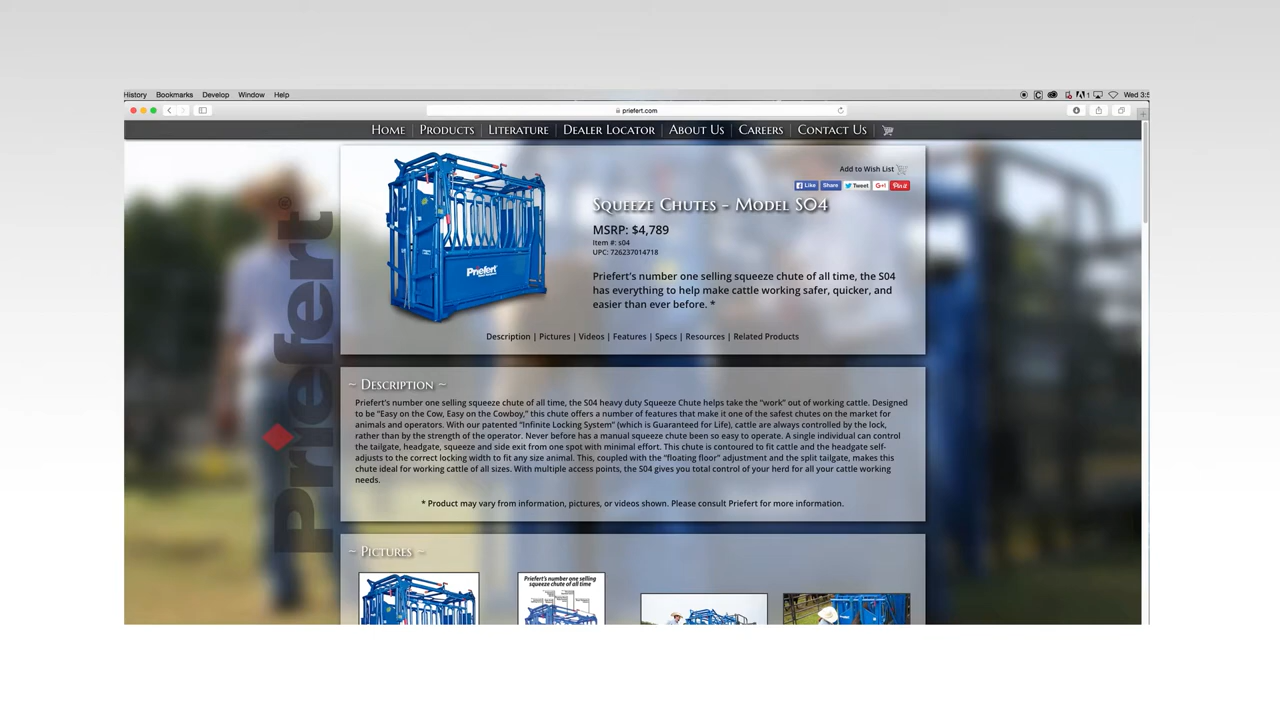 History Bookmarks Develop Window Help
1 Wed 3:5
priefert.com
Home Products Literature Dealer Locator About Us Careers Contact Us
Add to Wish List
Like Share Tweet G+1 Pin it
Squeeze Chutes - Model SO4
MSRP: $4,789
Item #: s04
UPC: 726237014718
Priefert's number one selling squeeze chute of all time, the S04
has everything to help make cattle working safer, quicker, and
easier than ever before. *
Priefert
Description | Pictures | Videos | Features | Specs | Resources | Related Products
Priefert®
~ Description ~
Priefert's number one selling squeeze chute of all time, the S04 heavy duty Squeeze Chute helps take the "work" out of working cattle. Designed
to be "Easy on the Cow, Easy on the Cowboy," this chute offers a number of features that make it one of the safest chutes on the market for
animals and operators. With our patented "Infinite Locking System" (which is Guaranteed for Life), cattle are always controlled by the lock,
rather than by the strength of the operator. Never before has a manual squeeze chute been so easy to operate. A single individual can control
the tailgate, headgate, squeeze and side exit from one spot with minimal effort. This chute is contoured to fit cattle and the headgate self-
adjusts to the correct locking width to fit any size animal. This, coupled with the "floating floor" adjustment and the split tailgate, makes this
chute ideal for working cattle of all sizes. With multiple access points, the S04 gives you total control of your herd for all your cattle working
needs.
* Product may vary from information, pictures, or videos shown. Please consult Priefert for more information.
~ Pictures ~
Priefert's number one selling
squeeze chute of all time